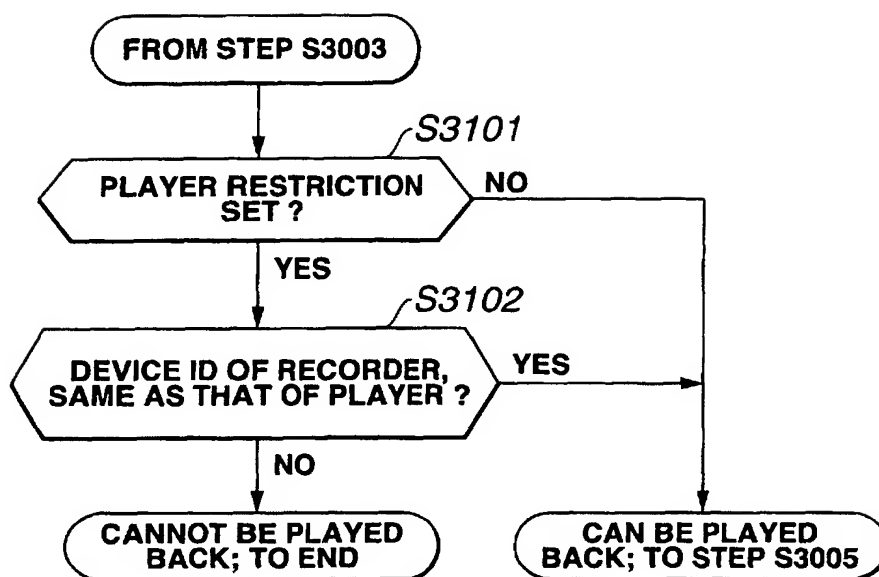 FROM STEP S3003
S3101
PLAYER RESTRICTION
SET ?
NO
YES
S3102
DEVICE ID OF RECORDER,
SAME AS THAT OF PLAYER ?
YES
NO
CANNOT BE PLAYED
BACK; TO END
CAN BE PLAYED
BACK; TO STEP S3005